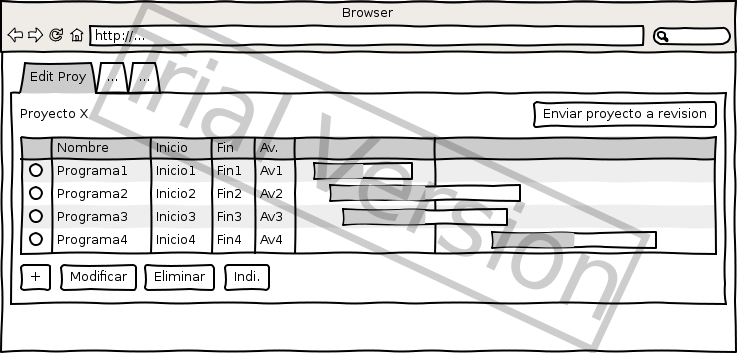 Browser
http://...
Edit Proy ... ...
Proyecto X Enviar proyecto a revision
Nombre Inicio Fin Av.
Programa1 Inicio1 Fin1 Av1
Programa2 Inicio2 Fin2 Av2
Programa3 Inicio3 Fin3 Av3
Programa4 Inicio4 Fin4 Av4
+ Modificar Eliminar Indi.
Trial Version